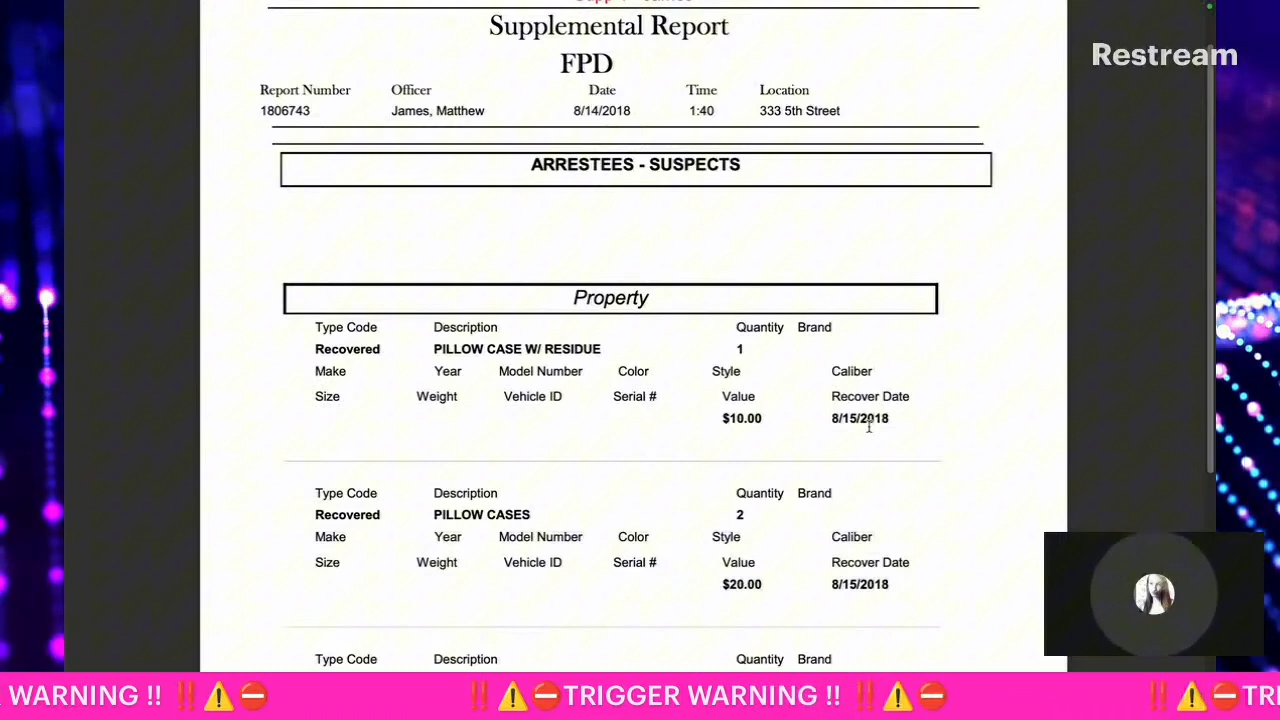 Restream
Supplemental Report
FPD
Report Number Officer Date Time Location
1806743 James, Matthew 8/14/2018 1:40 333 5th Street
ARRESTEES - SUSPECTS
Property
Type Code Description Quantity Brand
Recovered PILLOW CASE W/ RESIDUE 1
Make Year Model Number Color Style Caliber
Size Weight Vehicle ID Serial # Value Recover Date
$10.00 8/15/2018
Type Code Description Quantity Brand
Recovered PILLOW CASES 2
Make Year Model Number Color Style Caliber
Size Weight Vehicle ID Serial # Value Recover Date
$20.00 8/15/2018
Type Code Description Quantity Brand
WARNING !! ‼️⚠️⛔ ‼️⚠️⛔TRIGGER WARNING !! ‼️⚠️⛔ ‼️⚠️⛔TRI